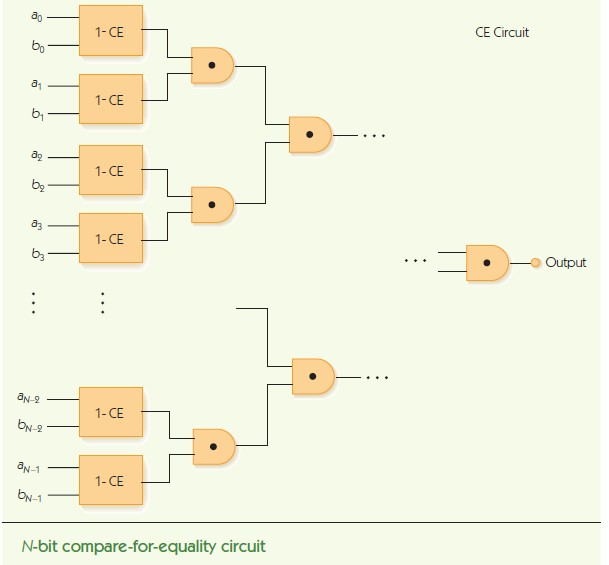 a₀
1- CE
b₀
CE Circuit
a₁
1- CE
b₁
a₂
1- CE
b₂
a₃
1- CE
b₃
Output
aN–2
1- CE
bN–2
aN–1
1- CE
bN–1
N-bit compare-for-equality circuit